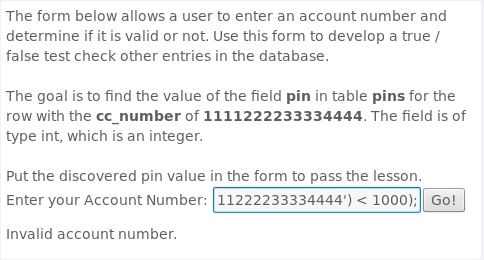 The form below allows a user to enter an account number and
determine if it is valid or not. Use this form to develop a true /
false test check other entries in the database.
The goal is to find the value of the field pin in table pins for the
row with the cc_number of 1111222233334444. The field is of
type int, which is an integer.
Put the discovered pin value in the form to pass the lesson.
Enter your Account Number: 11222233334444') < 1000); Go!
Invalid account number.